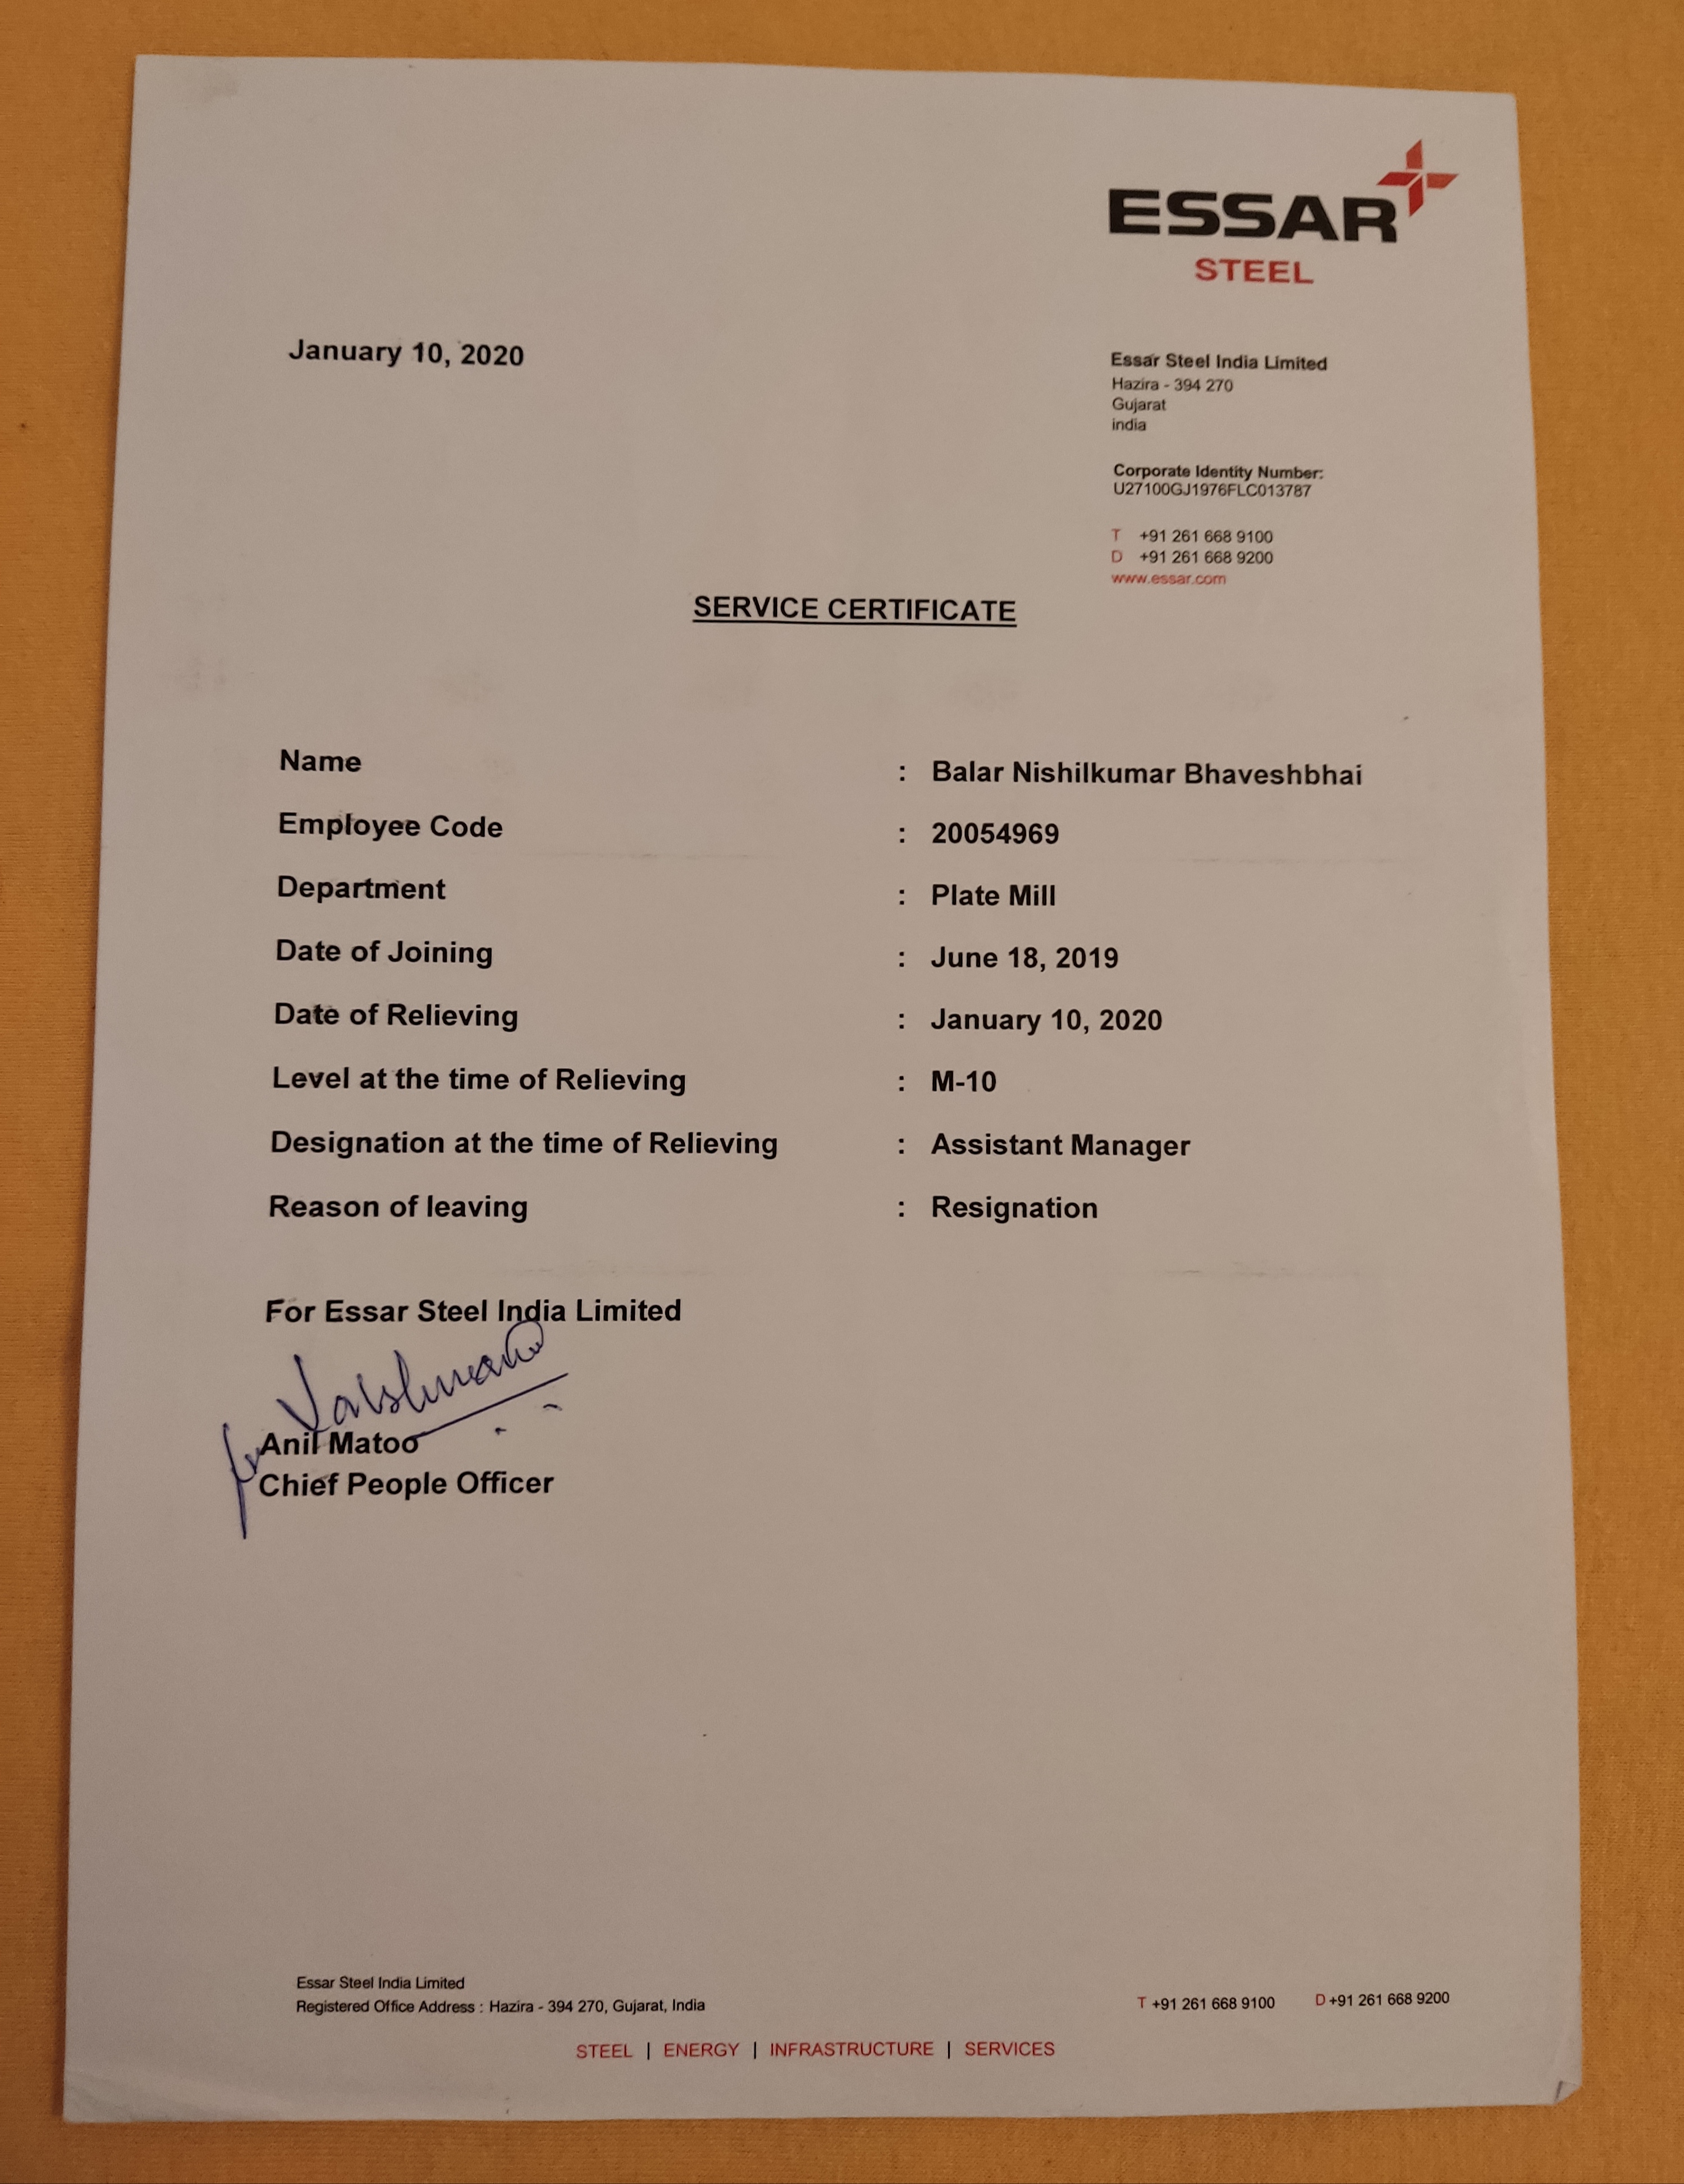 ESSAR
STEEL
January 10, 2020
Essar Steel India Limited
Hazira - 394 270
Gujarat
india
Corporate Identity Number:
U27100GJ1976FLC013787
T +91 261 668 9100
D +91 261 668 9200
www.essar.com
SERVICE CERTIFICATE
Name : Balar Nishilkumar Bhaveshbhai
Employee Code : 20054969
Department : Plate Mill
Date of Joining : June 18, 2019
Date of Relieving : January 10, 2020
Level at the time of Relieving : M-10
Designation at the time of Relieving : Assistant Manager
Reason of leaving : Resignation
For Essar Steel India Limited
Anil Matoo
Chief People Officer
Essar Steel India Limited
Registered Office Address : Hazira - 394 270, Gujarat, India
T +91 261 668 9100 D +91 261 668 9200
STEEL | ENERGY | INFRASTRUCTURE | SERVICES